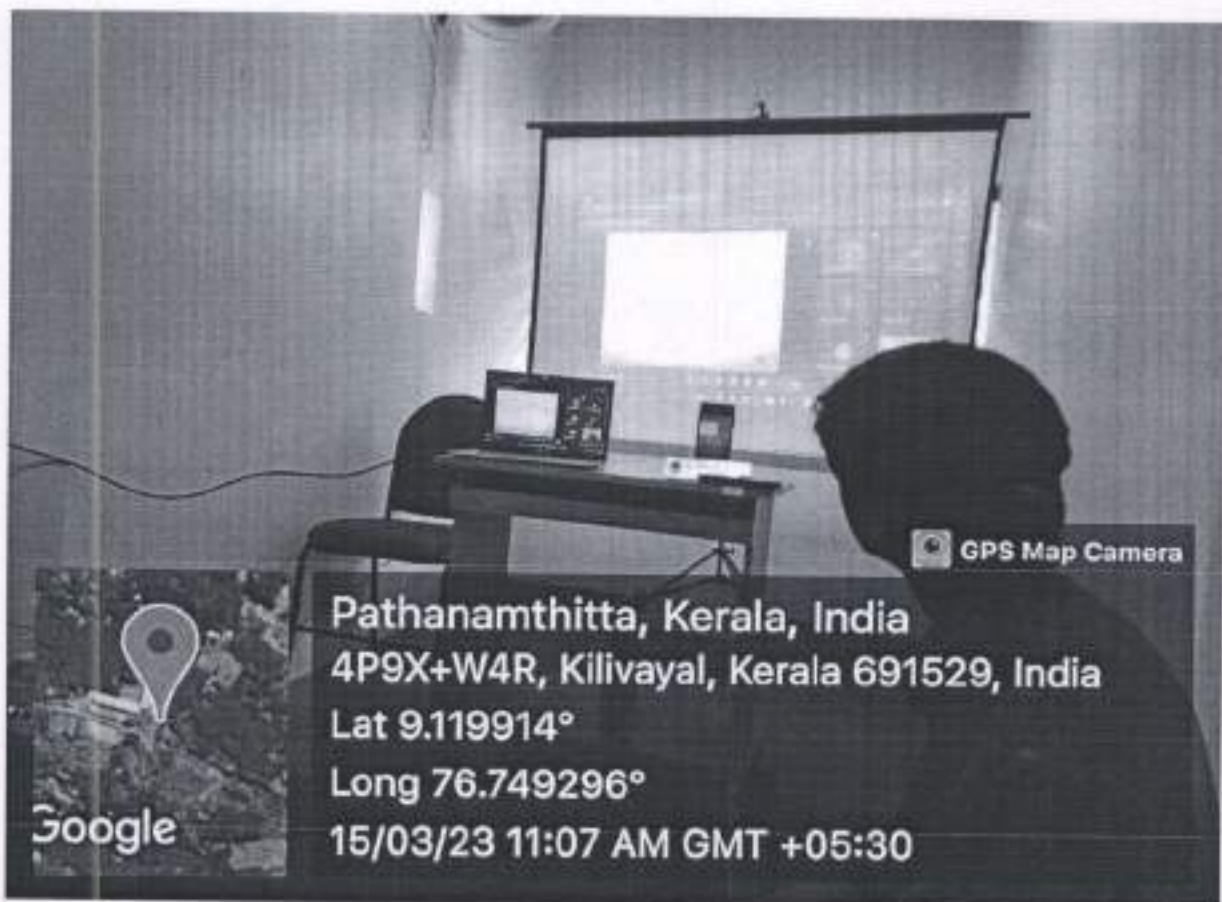 GPS Map Camera
Pathanamthitta, Kerala, India
4P9X+W4R, Kilivayal, Kerala 691529, India
Lat 9.119914°
Long 76.749296°
15/03/23 11:07 AM GMT +05:30
Google